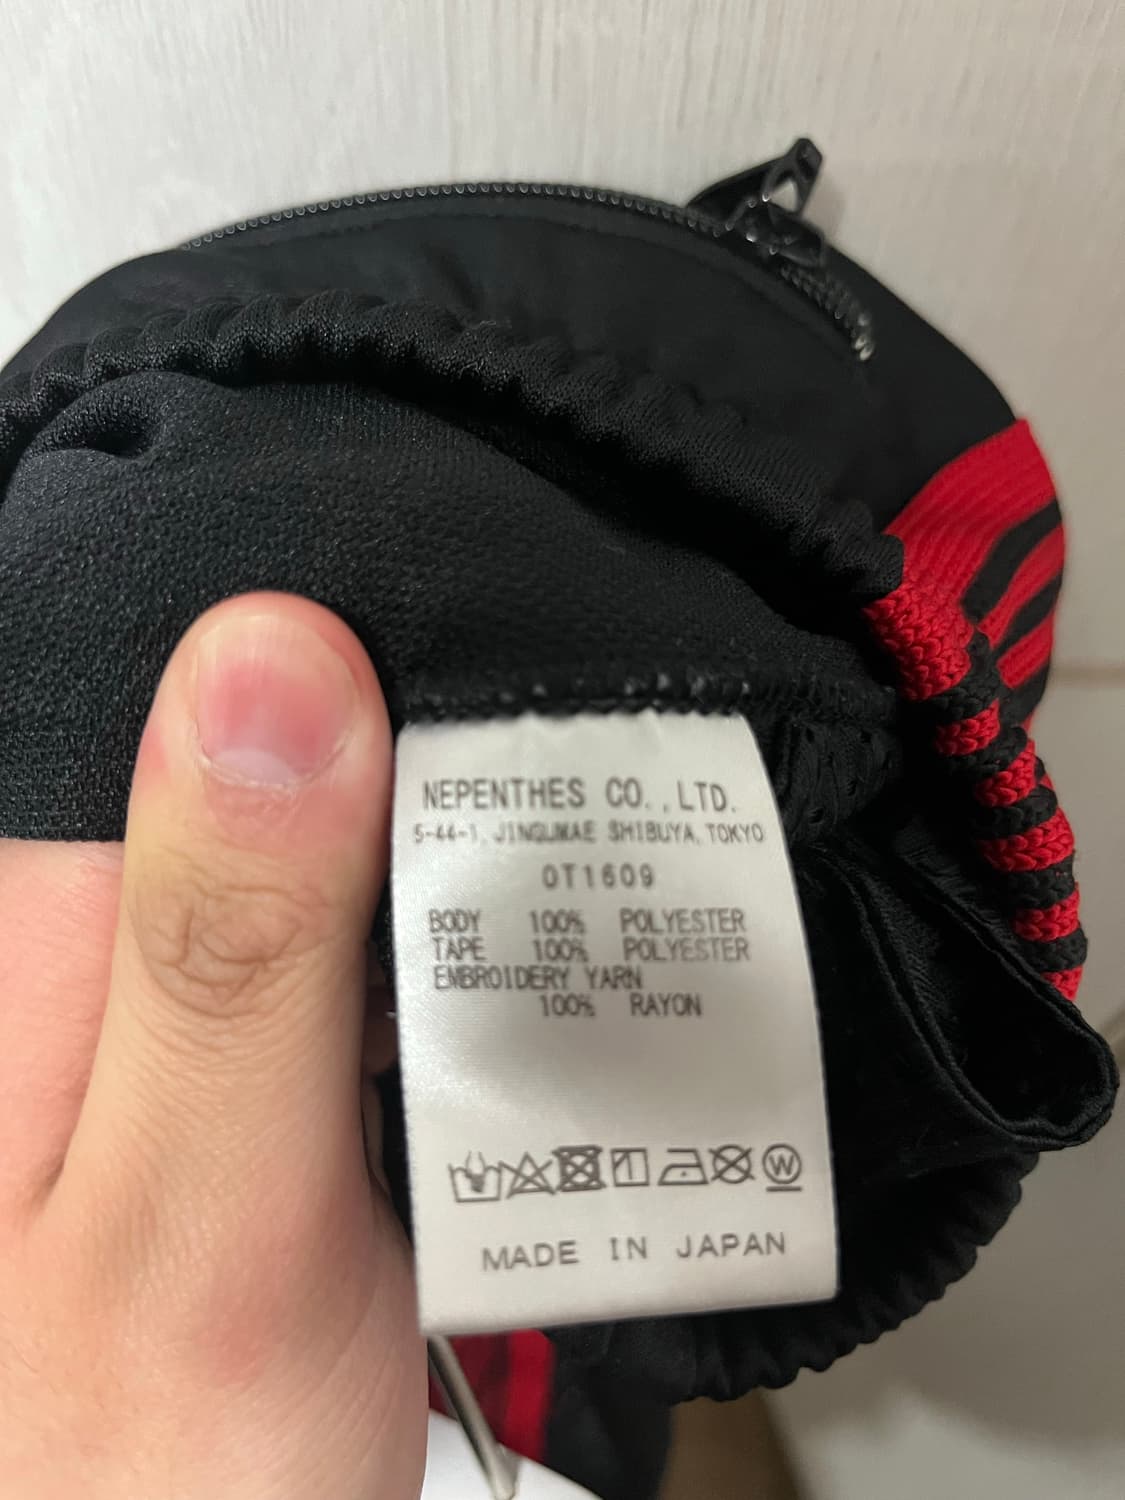 NEPENTHES CO.,LTD.
5-44-1, JINGUMAE SHIBUYA, TOKYO
OT1609
BODY 100% POLYESTER
TAPE 100% POLYESTER
EMBROIDERY YARN
100% RAYON
W
MADE IN JAPAN